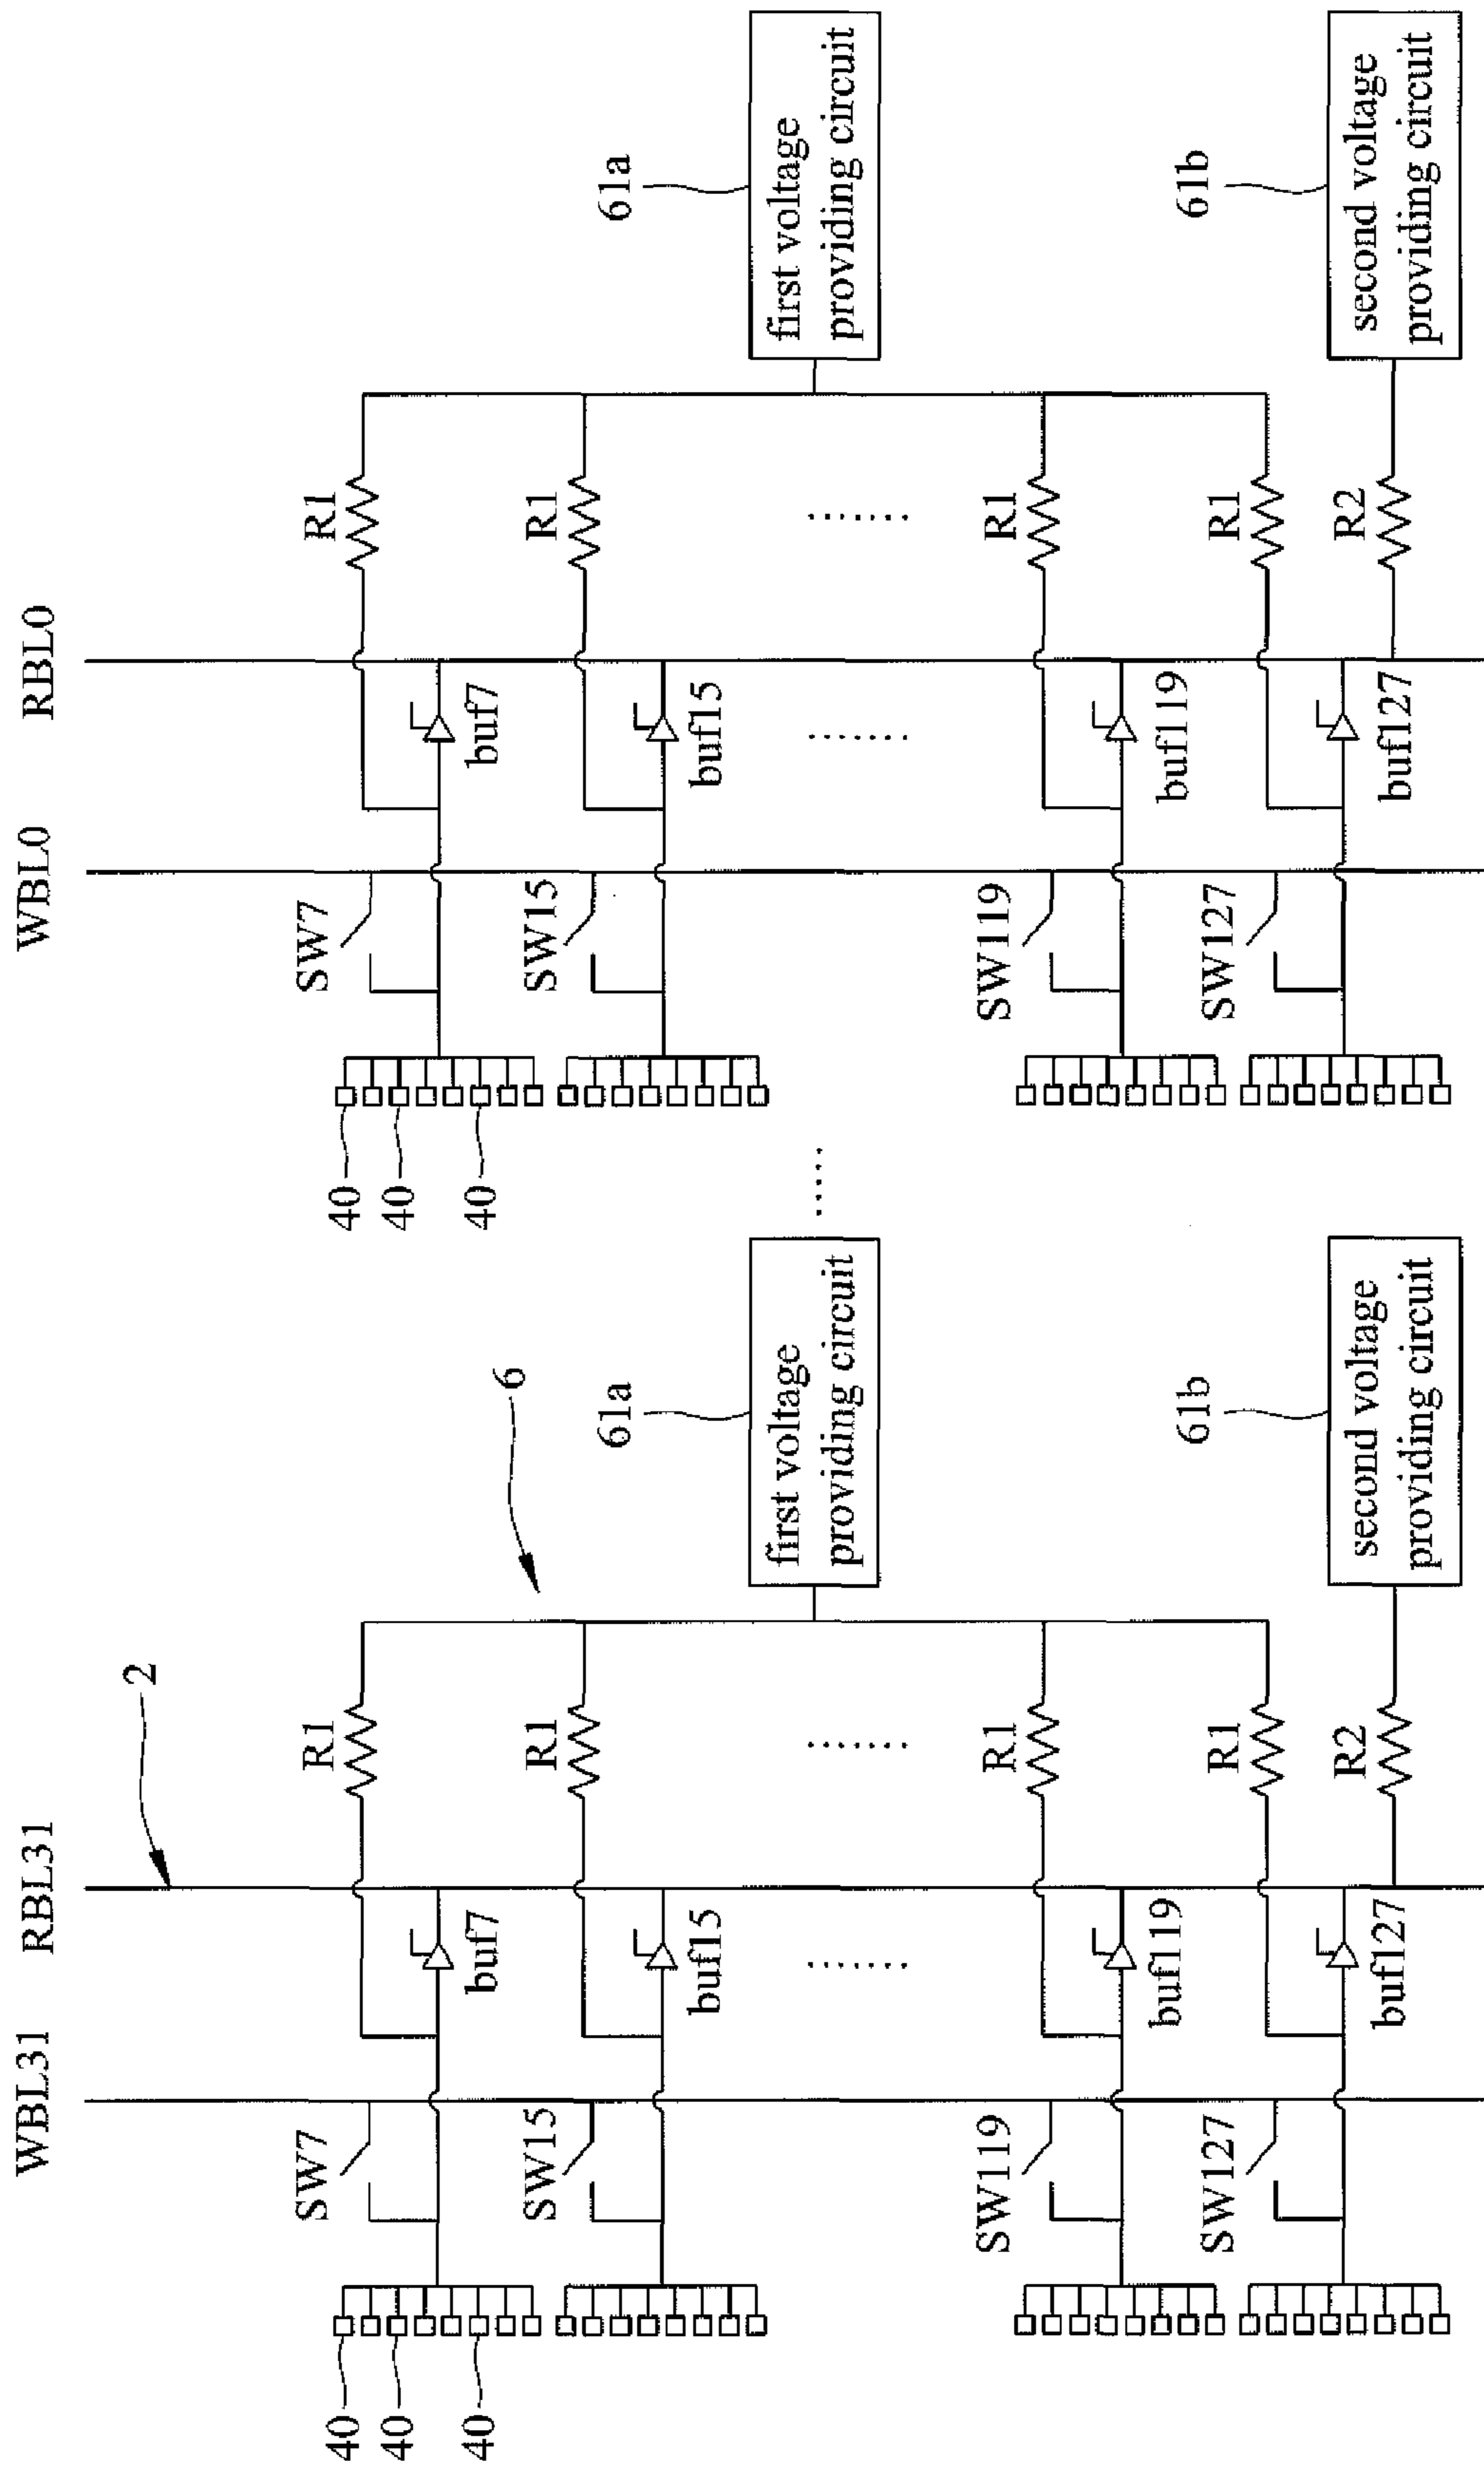 WBL31
RBL31
WBL0
RBL0
2
6
SW7
R1
40
40
40
buf7
SW15
R1
buf15
61a
first voltage
providing circuit
......
......
SW119
R1
buf119
SW127
R1
buf127
R2
61b
second voltage
providing circuit
.....
SW7
R1
40
40
40
buf7
SW15
R1
buf15
61a
first voltage
providing circuit
......
......
SW119
R1
buf119
SW127
R1
buf127
R2
61b
second voltage
providing circuit